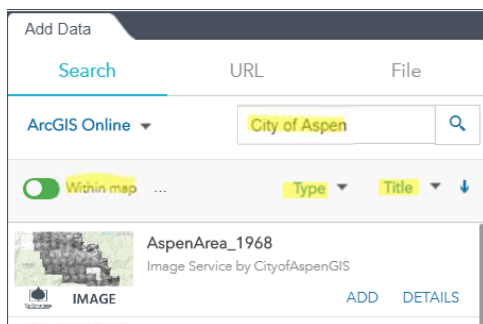 Add Data
Search URL File
ArcGIS Online City of Aspen
Within map ... Type Title
AspenArea_1968
Image Service by CityofAspenGIS
IMAGE ADD DETAILS